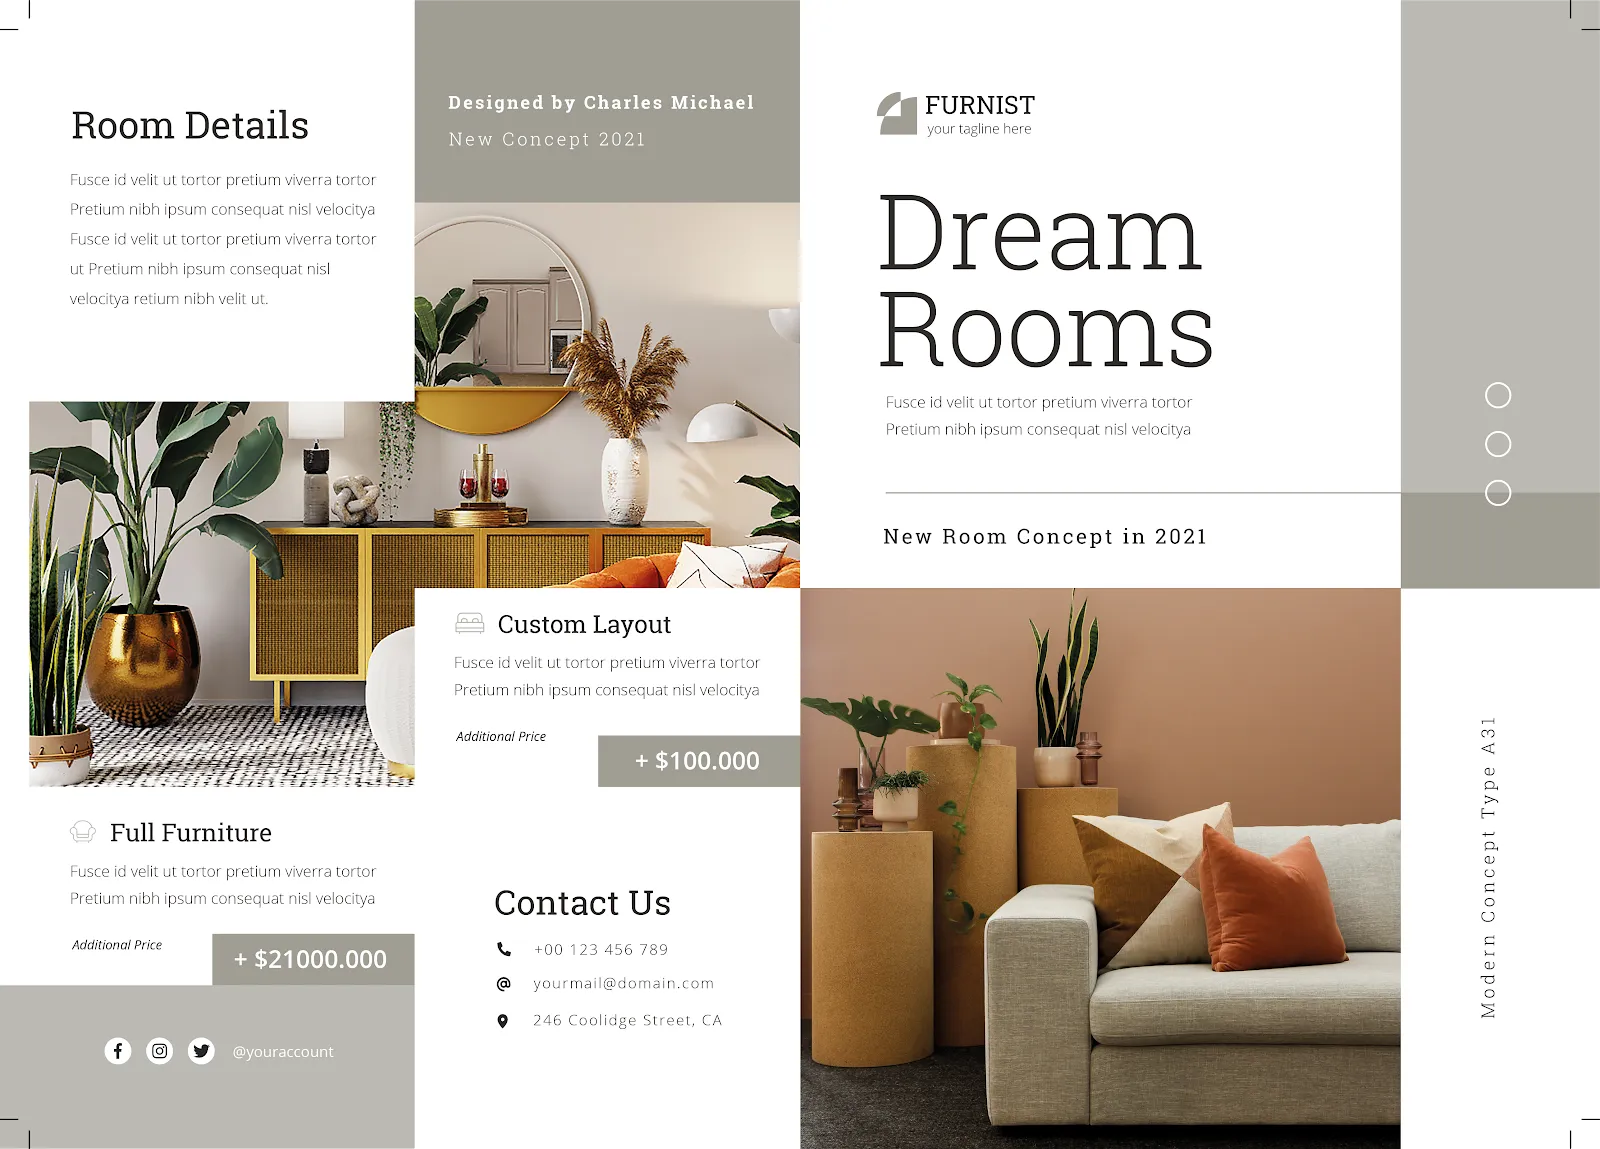 Room Details
Fusce id velit ut tortor pretium viverra tortor
Pretium nibh ipsum consequat nisl velocitya
Fusce id velit ut tortor pretium viverra tortor
ut Pretium nibh ipsum consequat nisl
velocitya retium nibh velit ut.
Designed by Charles Michael
New Concept 2021
Custom Layout
Fusce id velit ut tortor pretium viverra tortor
Pretium nibh ipsum consequat nisl velocitya
Additional Price
+ $100.000
Full Furniture
Fusce id velit ut tortor pretium viverra tortor
Pretium nibh ipsum consequat nisl velocitya
Additional Price
+ $21000.000
@youraccount
Contact Us
+00 123 456 789
yourmail@domain.com
246 Coolidge Street, CA
FURNIST
your tagline here
Dream
Rooms
Fusce id velit ut tortor pretium viverra tortor
Pretium nibh ipsum consequat nisl velocitya
New Room Concept in 2021
Modern Concept Type A31